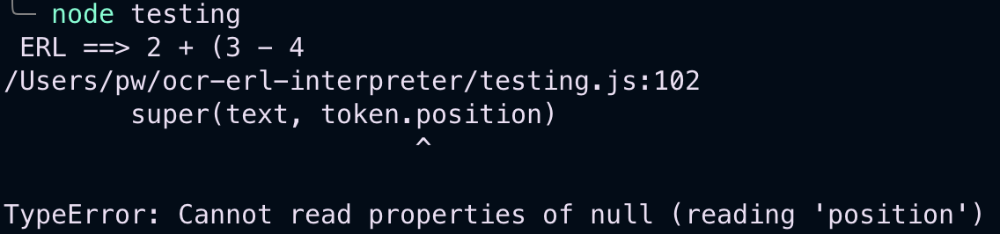 node testing
ERL ==> 2 + (3 - 4
/Users/pw/ocr-erl-interpreter/testing.js:102
super(text, token.position)
^
TypeError: Cannot read properties of null (reading 'position')